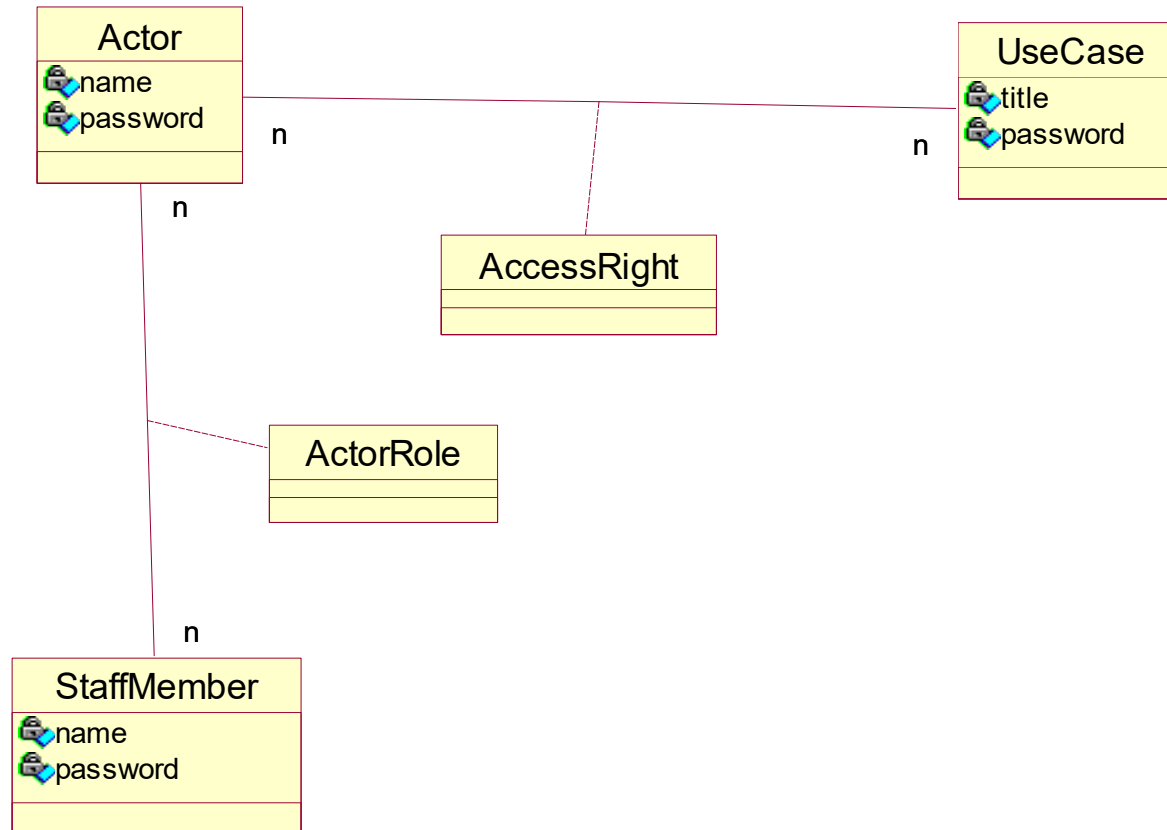 Actor
name
password
UseCase
title
password
n
n
n
AccessRight
ActorRole
n
StaffMember
name
password